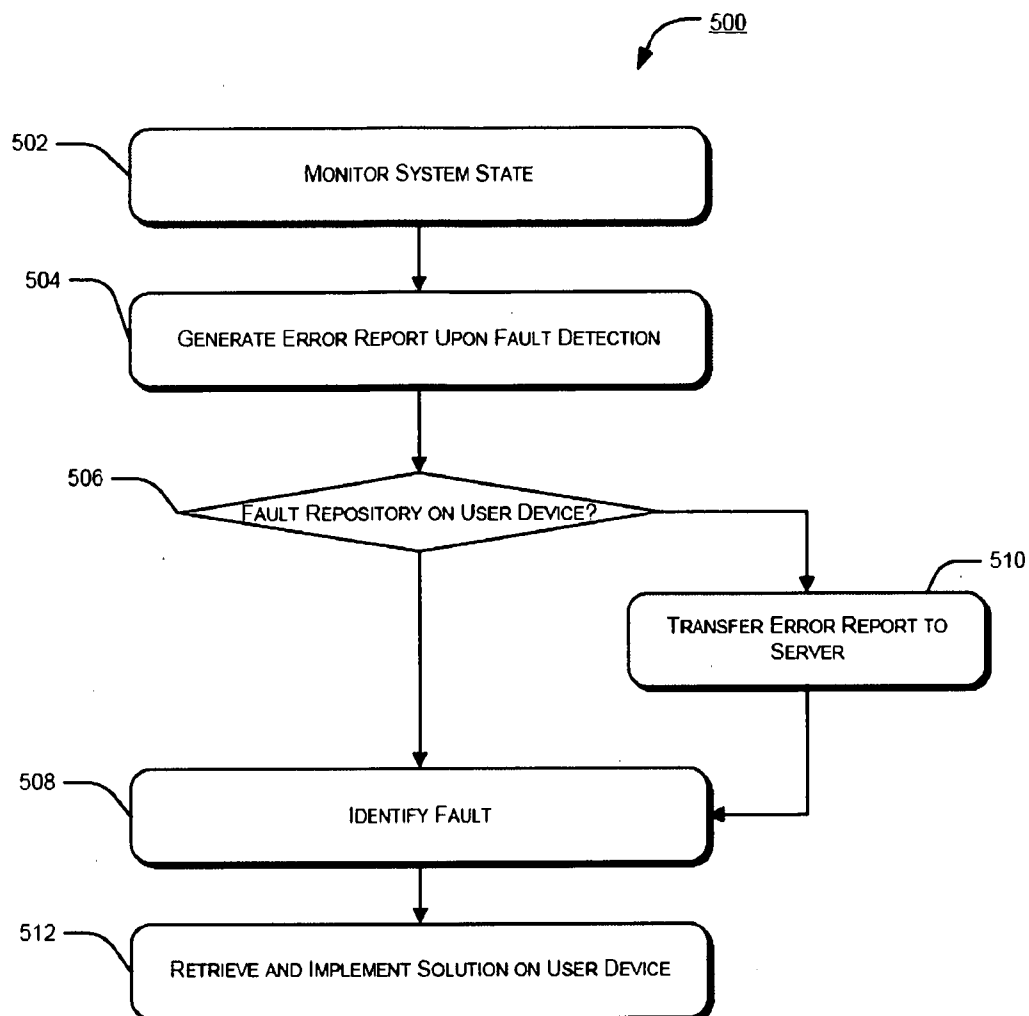 500
502
MONITOR SYSTEM STATE
504
GENERATE ERROR REPORT UPON FAULT DETECTION
506
FAULT REPOSITORY ON USER DEVICE?
510
TRANSFER ERROR REPORT TO
SERVER
508
IDENTIFY FAULT
512
RETRIEVE AND IMPLEMENT SOLUTION ON USER DEVICE